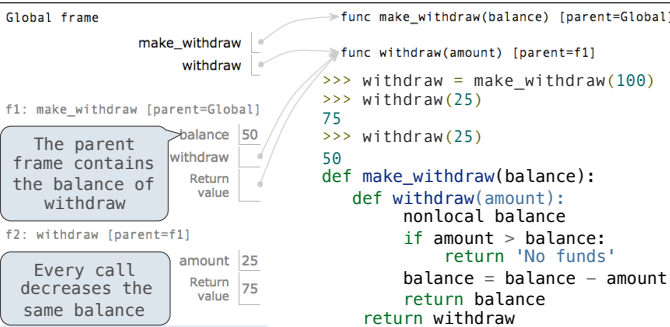 Global frame
make_withdraw
withdraw
func make_withdraw(balance) [parent=Global]
func withdraw(amount) [parent=f1]
>>> withdraw = make_withdraw(100)
>>> withdraw(25)
75
>>> withdraw(25)
50
def make_withdraw(balance):
    def withdraw(amount):
        nonlocal balance
        if amount > balance:
            return 'No funds'
        balance = balance - amount
        return balance
    return withdraw
f1: make_withdraw [parent=Global]
The parent
frame contains
the balance of
withdraw
balance 50
withdraw
Return
value
f2: withdraw [parent=f1]
Every call
decreases the
same balance
amount 25
Return
value 75